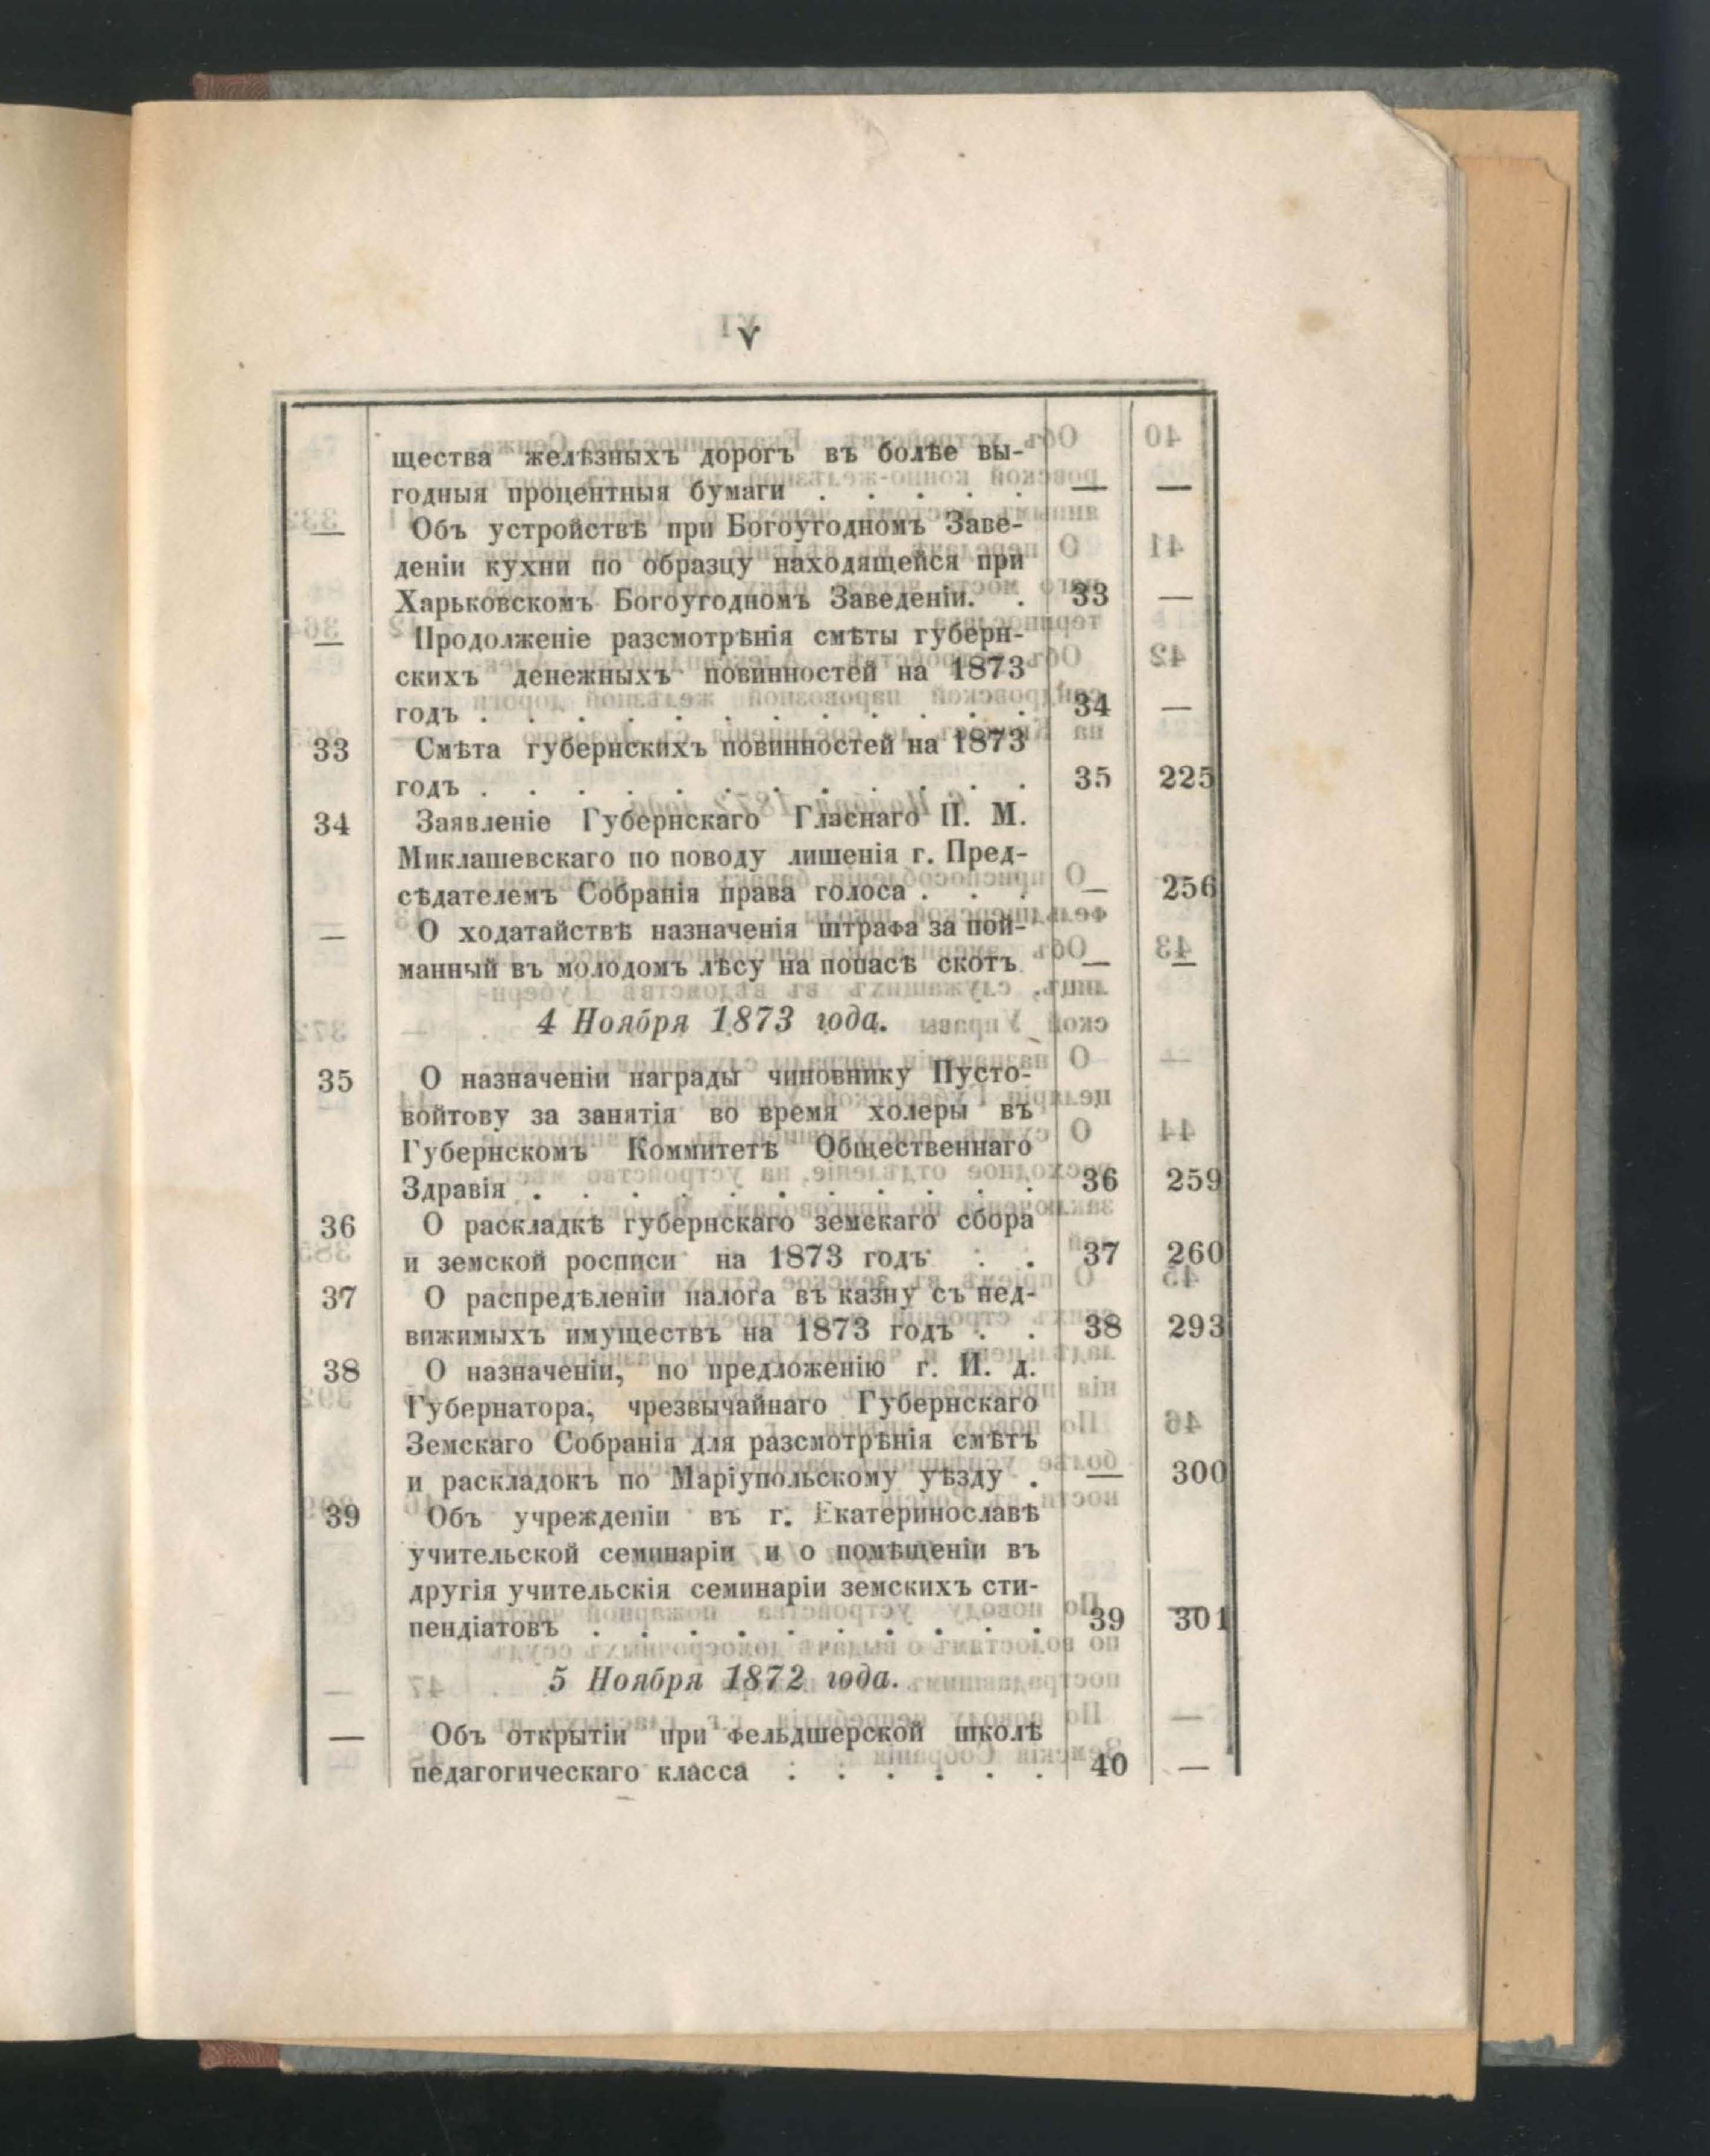 V
щества желѣзныхъ дорогъ въ болѣе вы-
годныя процентныя бумаги . . . . . — —
— Объ устройствѣ при Богоугодномъ Заве-
деніи кухни по образцу находящейся при
Харьковскомъ Богоугодномъ Заведеніи. . 33 —
— Продолженіе разсмотрѣнія смѣты губерн-
скихъ денежныхъ повинностей на 1873
годъ . . . . . . . . . . . . 34 —
33 Смѣта губернскихъ повинностей на 1873
годъ . . . . . . . . . . . . 35 225
34 Заявленіе Губернскаго Гласнаго П. М.
Миклашевскаго по поводу лишенія г. Пред-
сѣдателемъ Собранія права голоса . . . — 256
— О ходатайствѣ назначенія штрафа за пой-
манный въ молодомъ лѣсу на попасѣ скотъ — —
4 Ноября 1873 года.
35 О назначеніи награды чиновнику Пусто-
войтову за занятія во время холеры въ
Губернскомъ Коммитетѣ Общественнаго
Здравія . . . . . . . . . . . 36 259
36 О раскладкѣ губернскаго земскаго сбора
и земской росписи на 1873 годъ . . 37 260
37 О распредѣленіи налога въ казну съ нед-
вижимыхъ имуществъ на 1873 годъ . . 38 293
38 О назначеніи, по предложенію г. И. д.
Губернатора, чрезвычайнаго Губернскаго
Земскаго Собранія для разсмотрѣнія смѣтъ
и раскладокъ по Маріупольскому уѣзду . — 300
39 Объ учрежденіи въ г. Екатеринославѣ
учительской семинаріи и о помѣщеніи въ
другія учительскія семинаріи земскихъ сти-
пендіатовъ . . . . . . . . . . 39 301
5 Ноября 1872 года.
— Объ открытіи при фельдшерской школѣ
педагогическаго класса . . . . . . 40 —